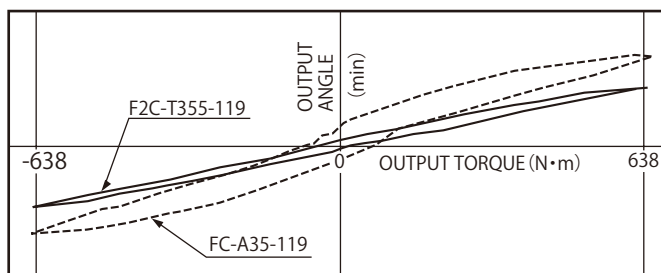 OUTPUT
ANGLE
(min)
F2C-T355-119
-638
0
OUTPUT TORQUE (N•m)
638
FC-A35-119